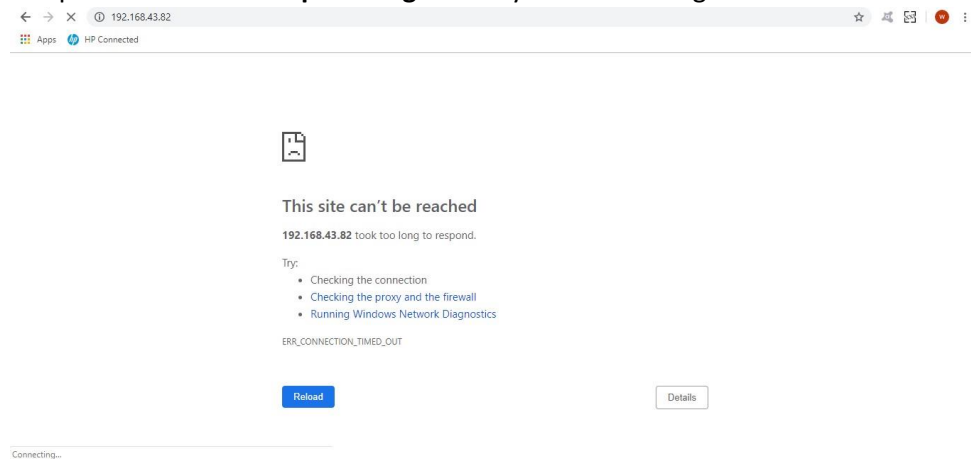 192.168.43.82
Apps HP Connected
This site can't be reached
192.168.43.82 took too long to respond.
Try:
• Checking the connection
• Checking the proxy and the firewall
• Running Windows Network Diagnostics
ERR_CONNECTION_TIMED_OUT
Reload Details
Connecting...